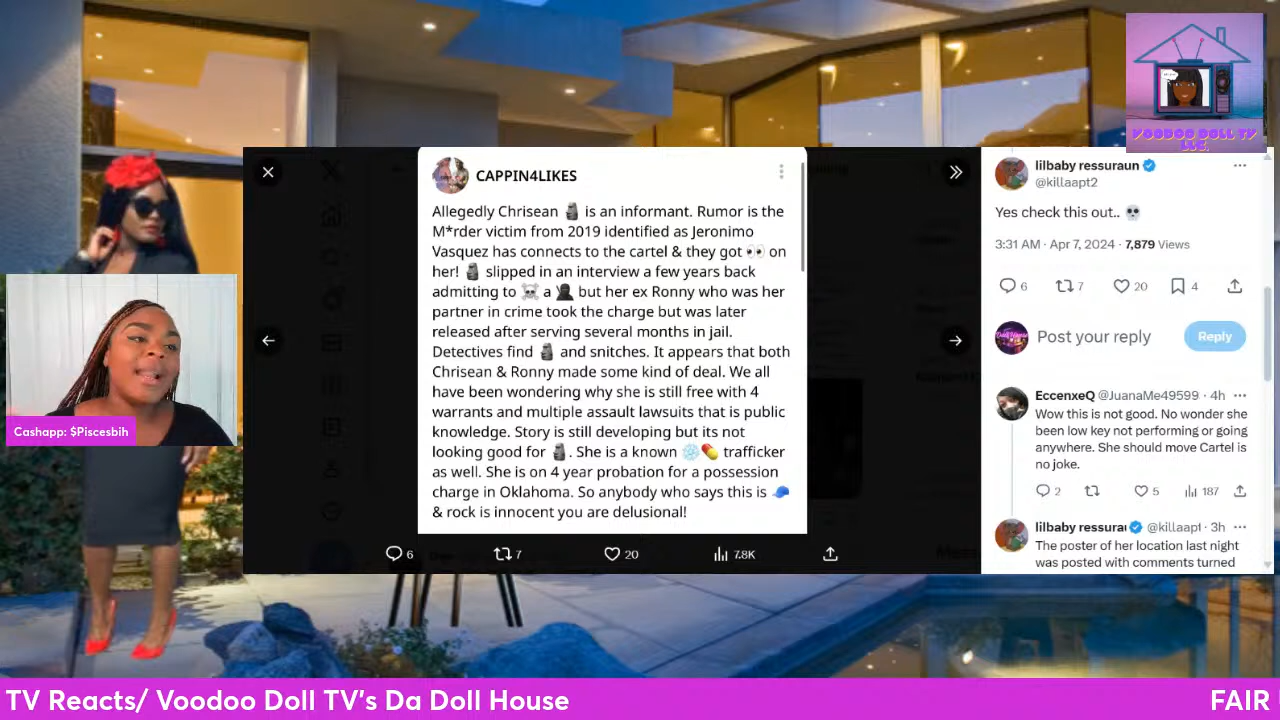 VOODOO DOLL TV
LLC.
CAPPIN4LIKES
Allegedly Chrisean 🗿 is an informant. Rumor is the
M*rder victim from 2019 identified as Jeronimo
Vasquez has connects to the cartel & they got 👀 on
her! 🗿 slipped in an interview a few years back
admitting to ☠️ a 🥷🏿 but her ex Ronny who was her
partner in crime took the charge but was later
released after serving several months in jail.
Detectives find 🗿 and snitches. It appears that both
Chrisean & Ronny made some kind of deal. We all
have been wondering why she is still free with 4
warrants and multiple assault lawsuits that is public
knowledge. Story is still developing but its not
looking good for 🗿. She is a known ❄️💊 trafficker
as well. She is on 4 year probation for a possession
charge in Oklahoma. So anybody who says this is 🧢
& rock is innocent you are delusional!
6
7
20
7.8K
lilbaby ressuraun
@killaapt2
Yes check this out.. 💀
3:31 AM · Apr 7, 2024 · 7,879 Views
6
7
20
4
Post your reply
Reply
EccenxeQ @JuanaMe49599 · 4h
Wow this is not good. No wonder she
been low key not performing or going
anywhere. She should move Cartel is
no joke.
2
5
187
lilbaby ressurau @killaapt · 3h
The poster of her location last night
was posted with comments turned
Cashapp: $Piscesbih
TV Reacts/ Voodoo Doll TV's Da Doll House
FAIR